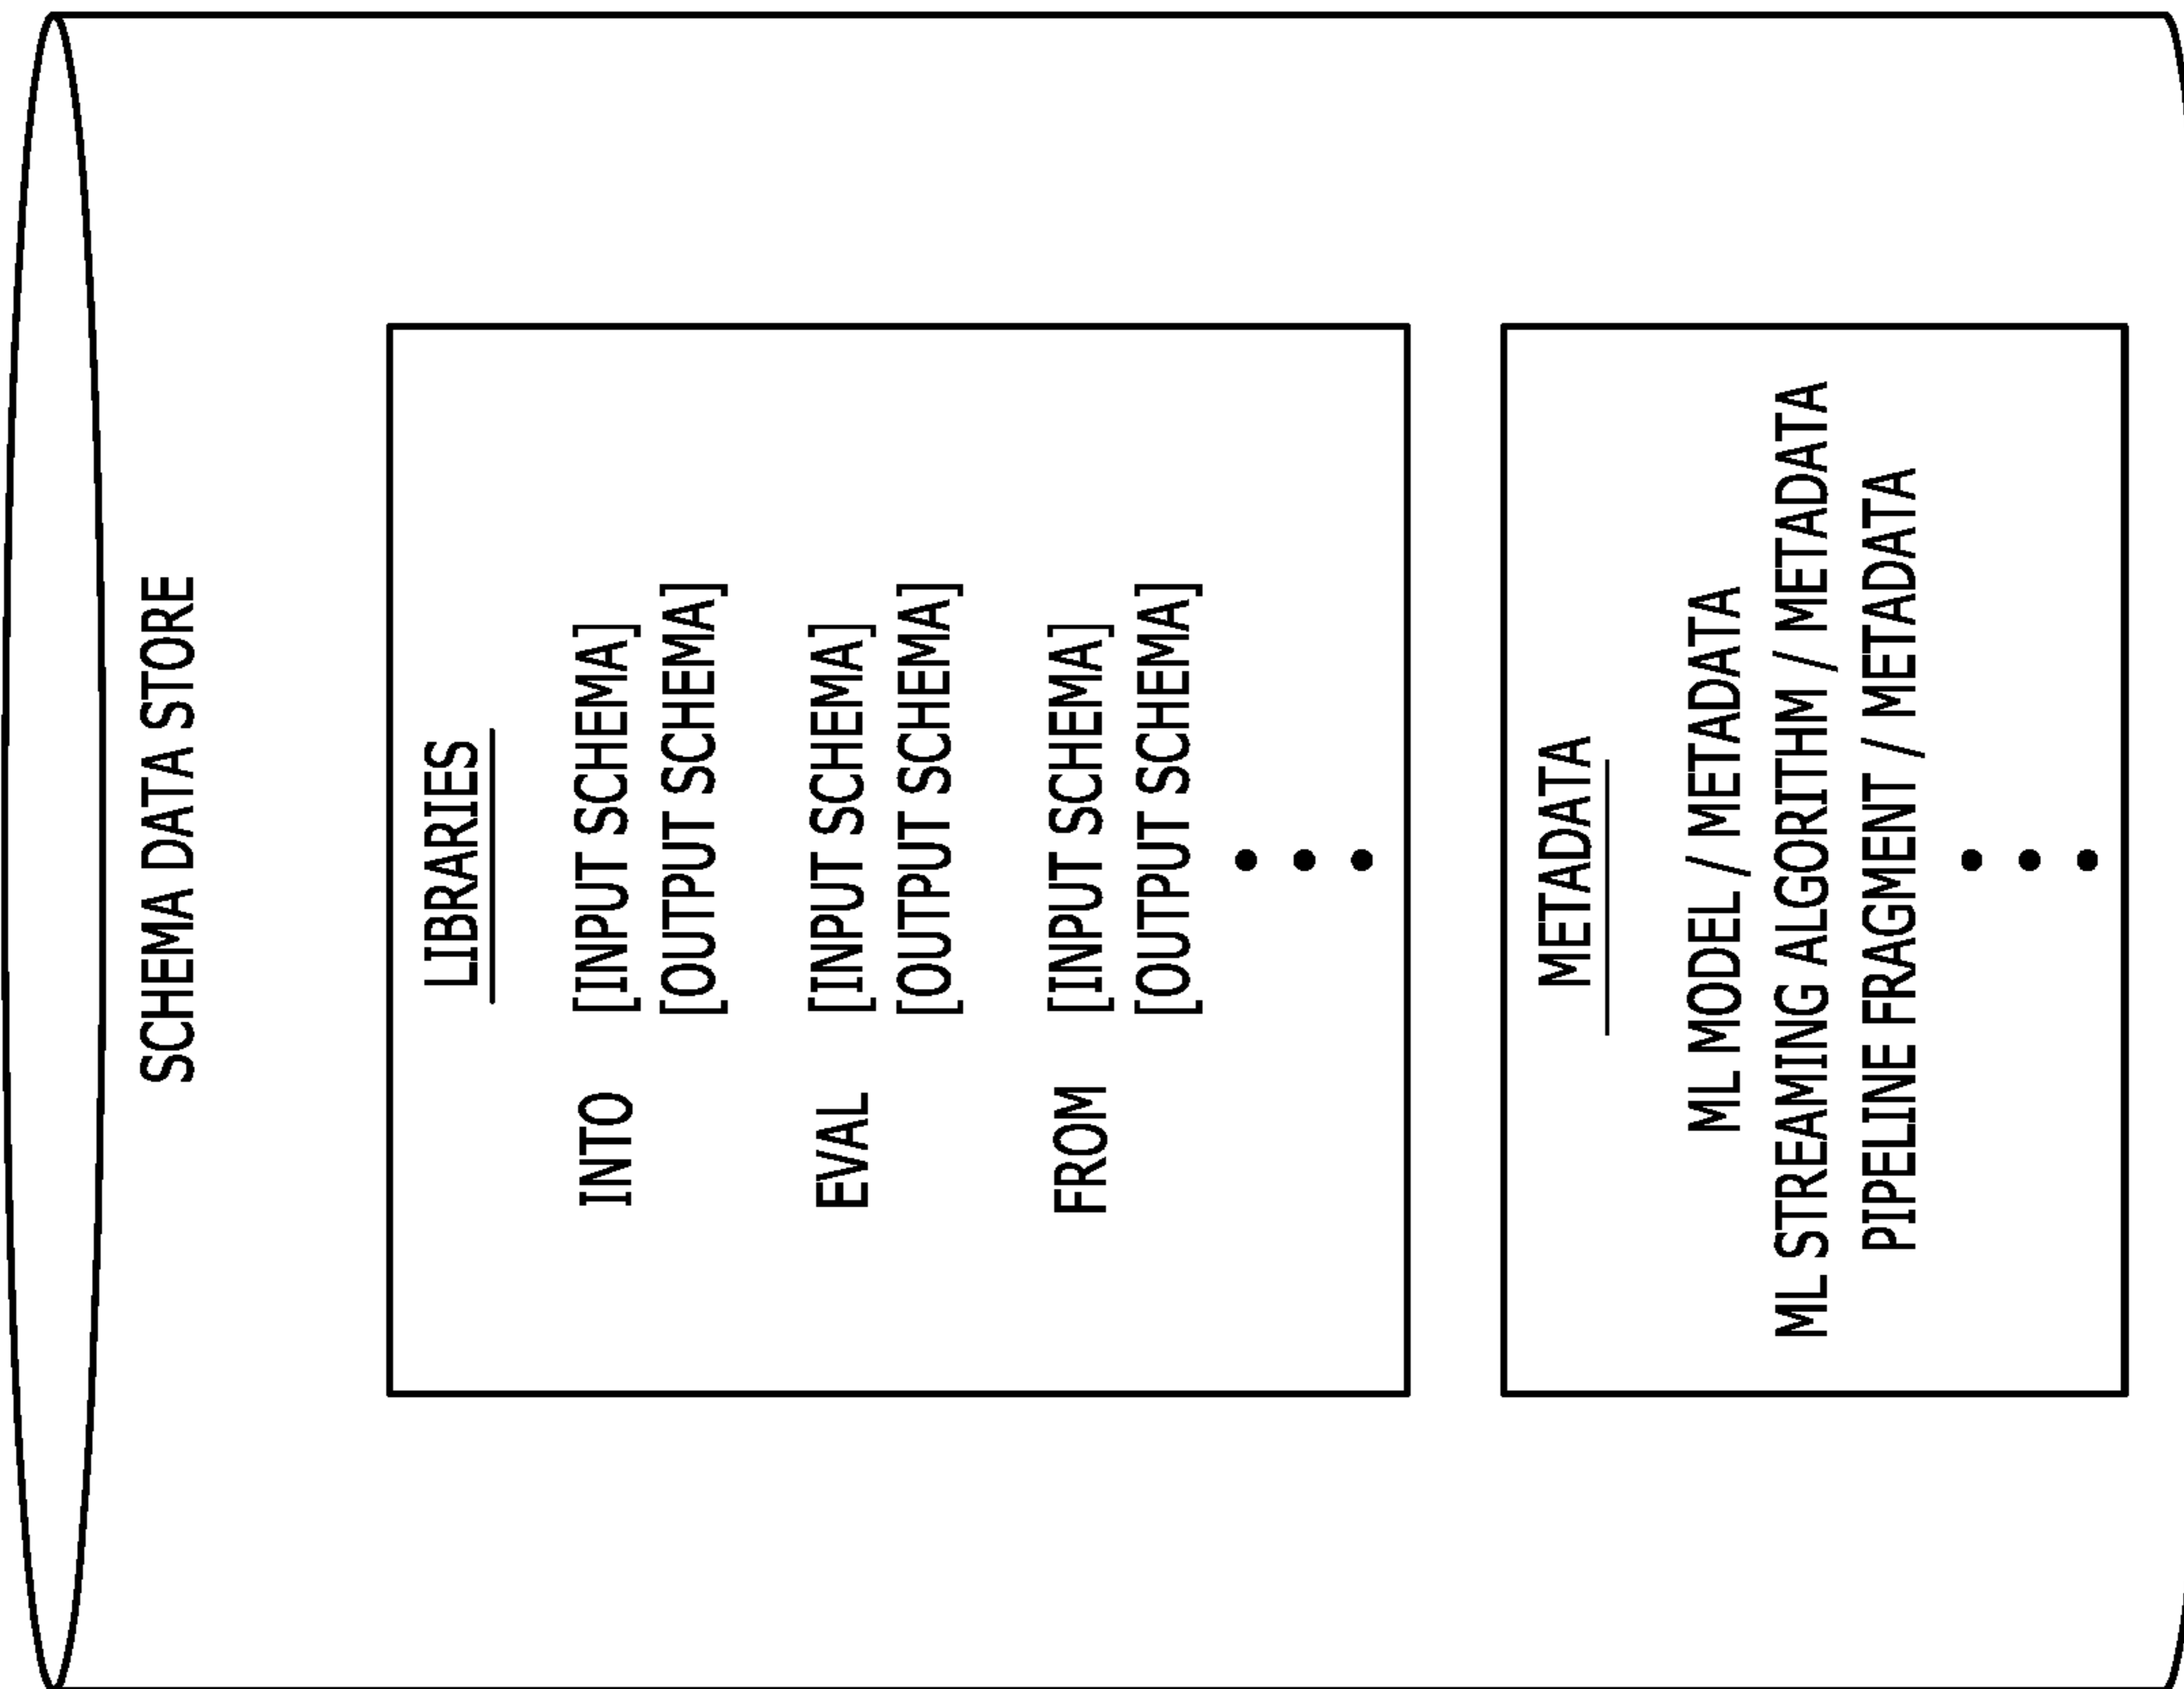 SCHEMA DATA STORE
LIBRARIES
INTO [INPUT SCHEMA]
[OUTPUT SCHEMA]
EVAL [INPUT SCHEMA]
[OUTPUT SCHEMA]
FROM [INPUT SCHEMA]
[OUTPUT SCHEMA]
METADATA
ML MODEL / METADATA
ML STREAMING ALGORITHM / METADATA
PIPELINE FRAGMENT / METADATA